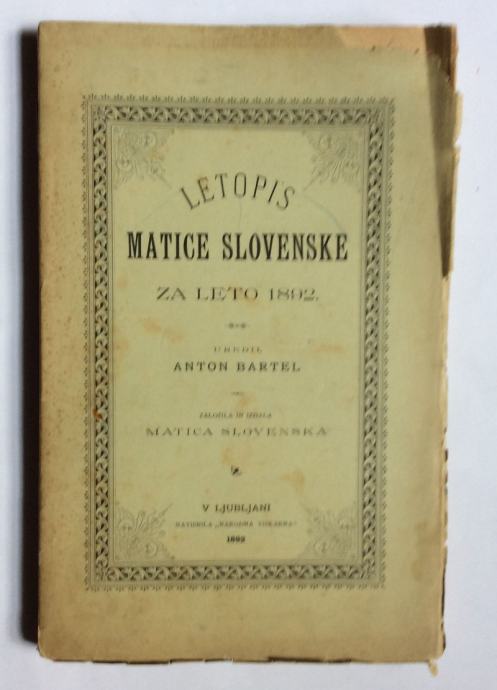 LETOPIS
MATICE SLOVENSKE
ZA LETO 1892.
UREDIL
ANTON BARTEL
ZALOŽILA IN IZDALA
MATICA SLOVENSKA
V LJUBLJANI
NATISNILA „NARODNA TISKARNA“
1892